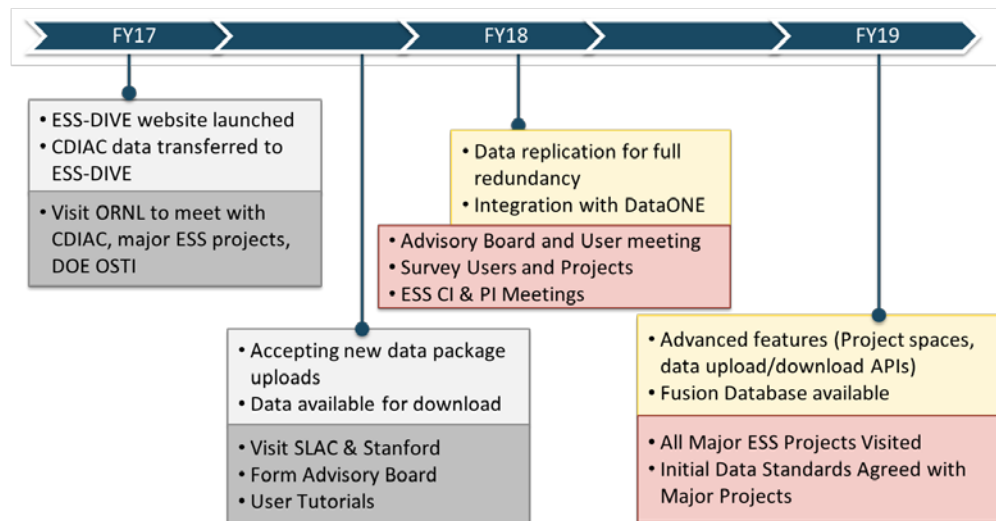 FY17
FY18
FY19
• ESS-DIVE website launched
• CDIAC data transferred to
ESS-DIVE
• Visit ORNL to meet with
CDIAC, major ESS projects,
DOE OSTI
• Accepting new data package
uploads
• Data available for download
• Visit SLAC & Stanford
• Form Advisory Board
• User Tutorials
• Data replication for full
redundancy
• Integration with DataONE
• Advisory Board and User meeting
• Survey Users and Projects
• ESS CI & PI Meetings
• Advanced features (Project spaces,
data upload/download APIs)
• Fusion Database available
• All Major ESS Projects Visited
• Initial Data Standards Agreed with
Major Projects